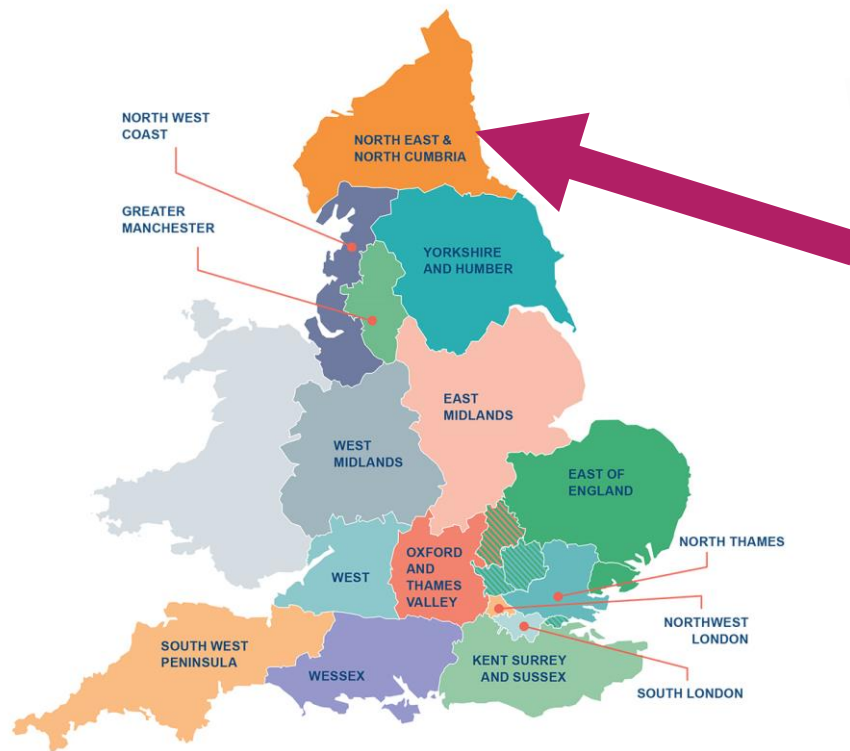 NORTH WEST
COAST
NORTH EAST &
NORTH CUMBRIA
GREATER
MANCHESTER
YORKSHIRE
AND HUMBER
EAST
MIDLANDS
WEST
MIDLANDS
EAST OF
ENGLAND
NORTH THAMES
OXFORD
AND
THAMES
VALLEY
WEST
NORTHWEST
LONDON
SOUTH WEST
PENINSULA
WESSEX
KENT SURREY
AND SUSSEX
SOUTH LONDON